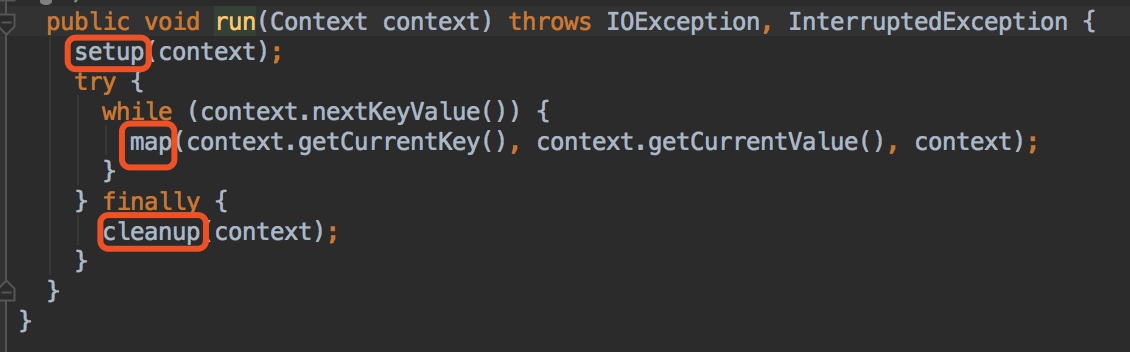 public void run(Context context) throws IOException, InterruptedException {
setup(context);
try {
while (context.nextKeyValue()) {
map(context.getCurrentKey(), context.getCurrentValue(), context);
}
} finally {
cleanup(context);
}
}
}